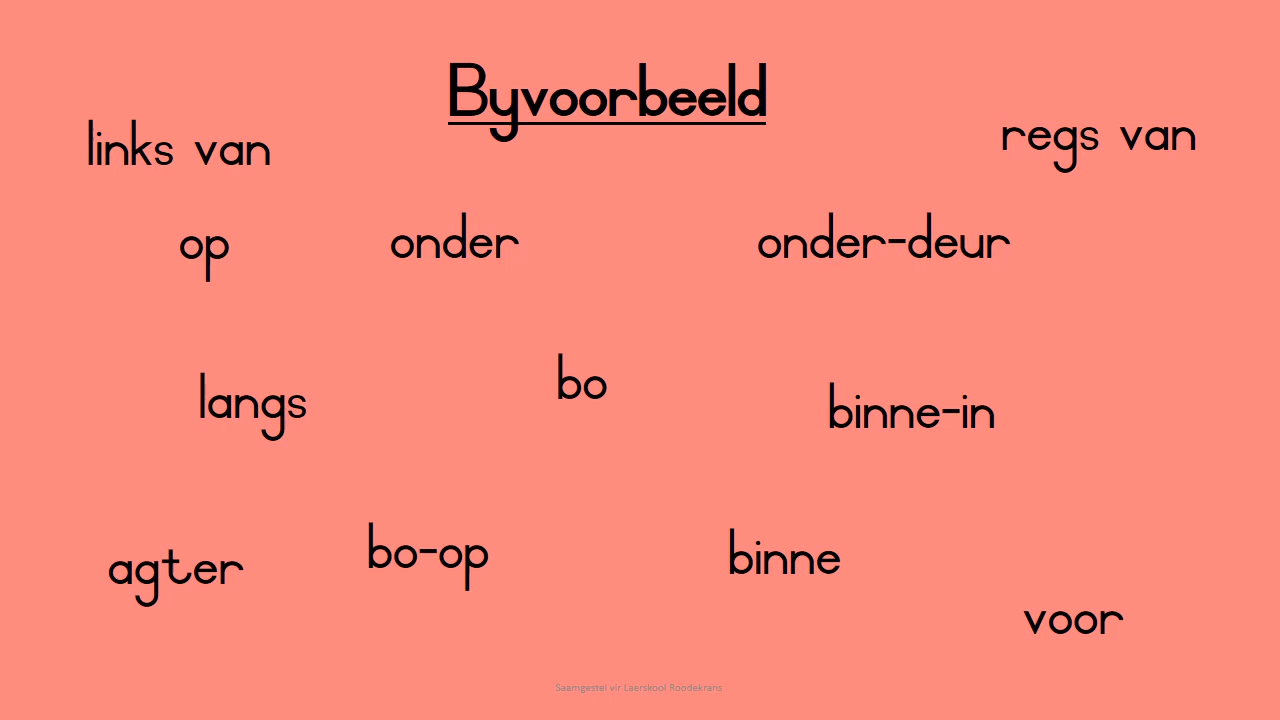 Byvoorbeeld
links van
regs van
op
onder
onder-deur
langs
bo
binne-in
agter
bo-op
binne
voor
Saamgestel vir Laerskool Roodekrans